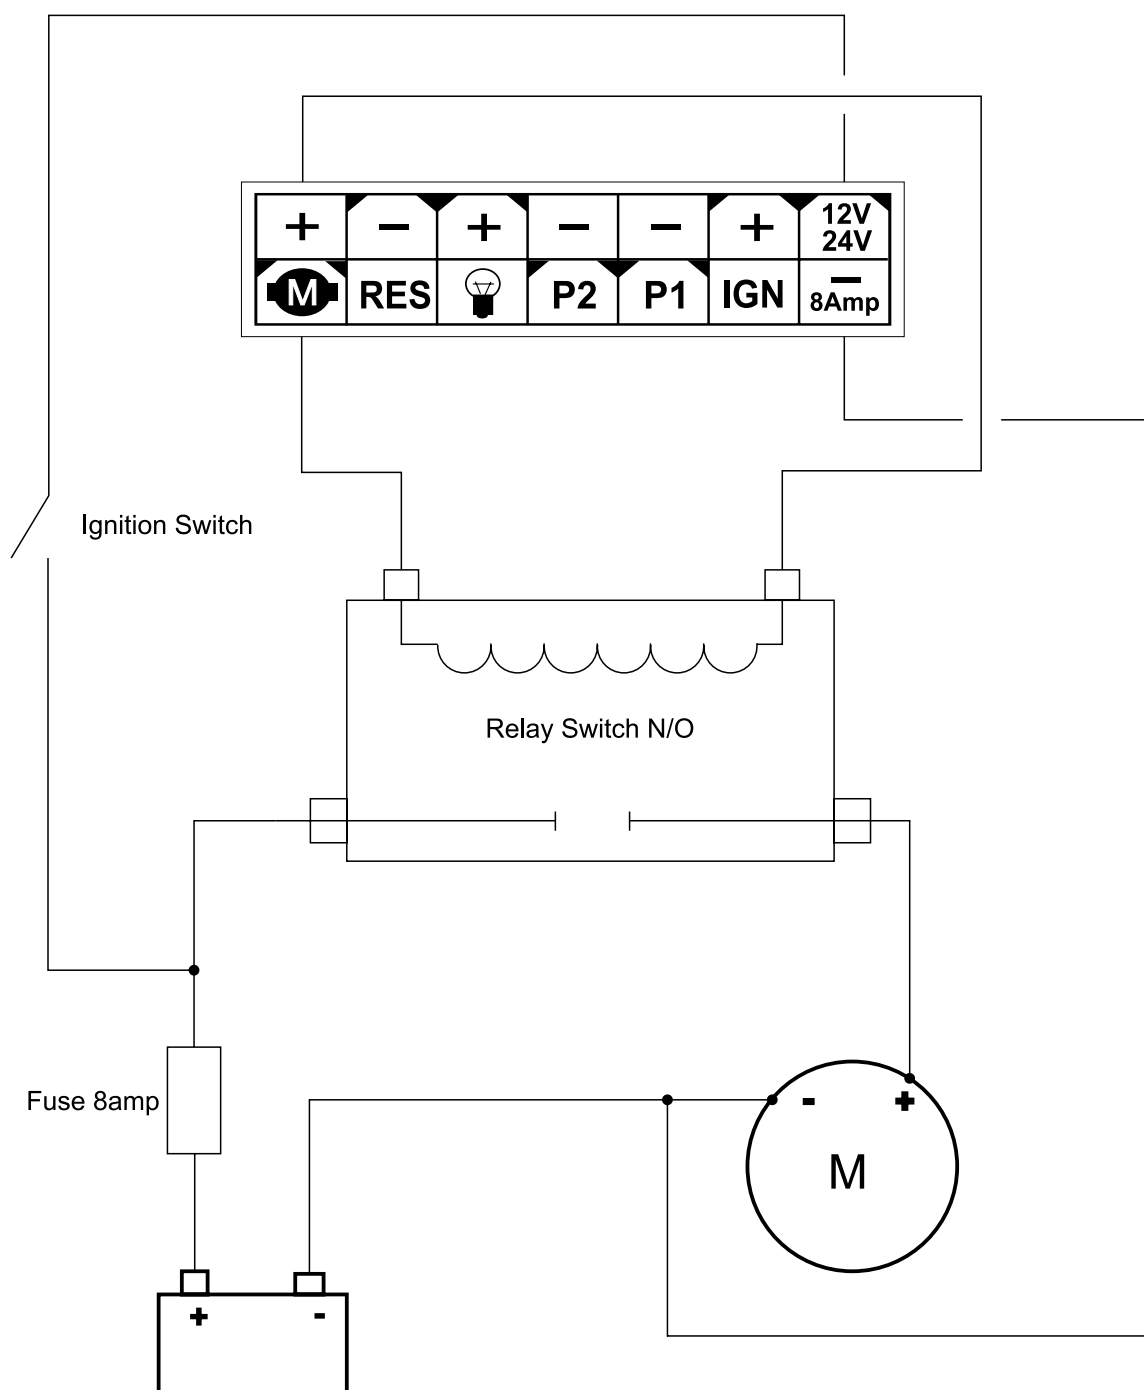 + − + − − + 12V
24V
M RES P2 P1 IGN −
8Amp
Ignition Switch
Relay Switch N/O
Fuse 8amp
- +
M
+ -